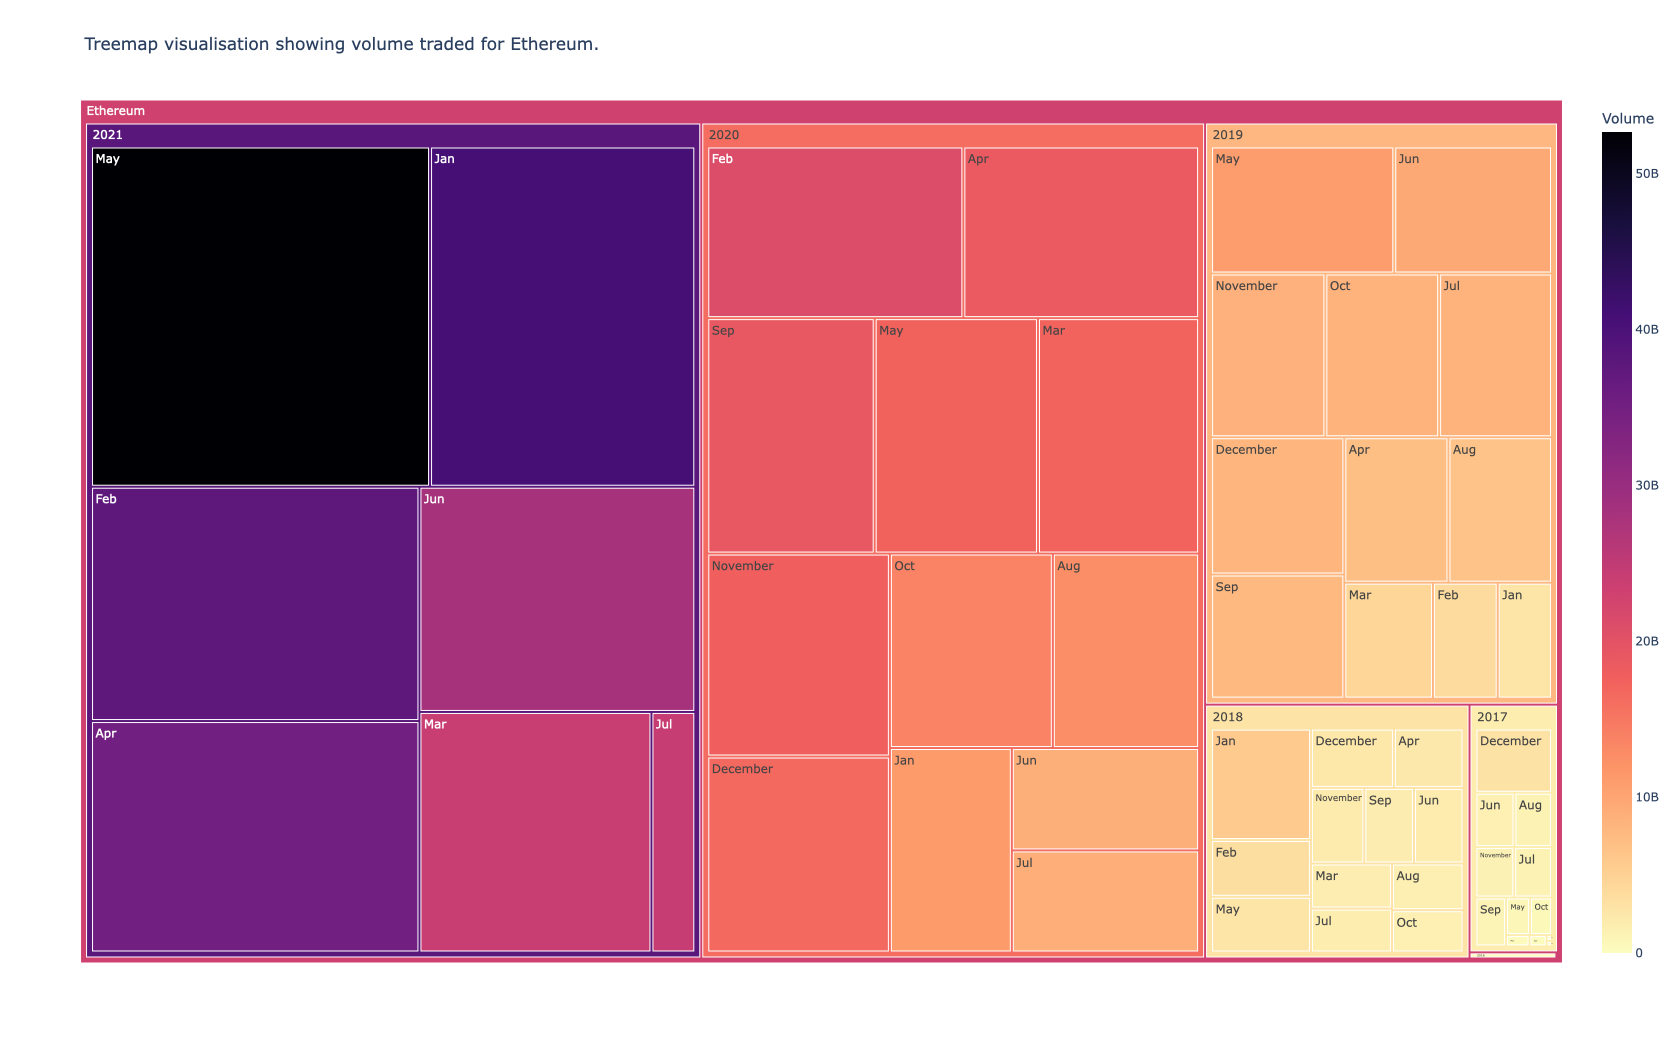 Treemap visualisation showing volume traded for Ethereum.
Ethereum
2021
May
Jan
Feb
Jun
Apr
Mar
Jul
2020
Feb
Apr
Sep
May
Mar
November
Oct
Aug
December
Jan
Jun
Jul
2019
May
Jun
November
Oct
Jul
December
Apr
Aug
Sep
Mar
Feb
Jan
2018
Jan
December
Apr
November
Sep
Jun
Feb
Mar
Aug
May
Jul
Oct
2017
December
Jun
Aug
November
Jul
Sep
May
Oct
Volume
50B
40B
30B
20B
10B
0